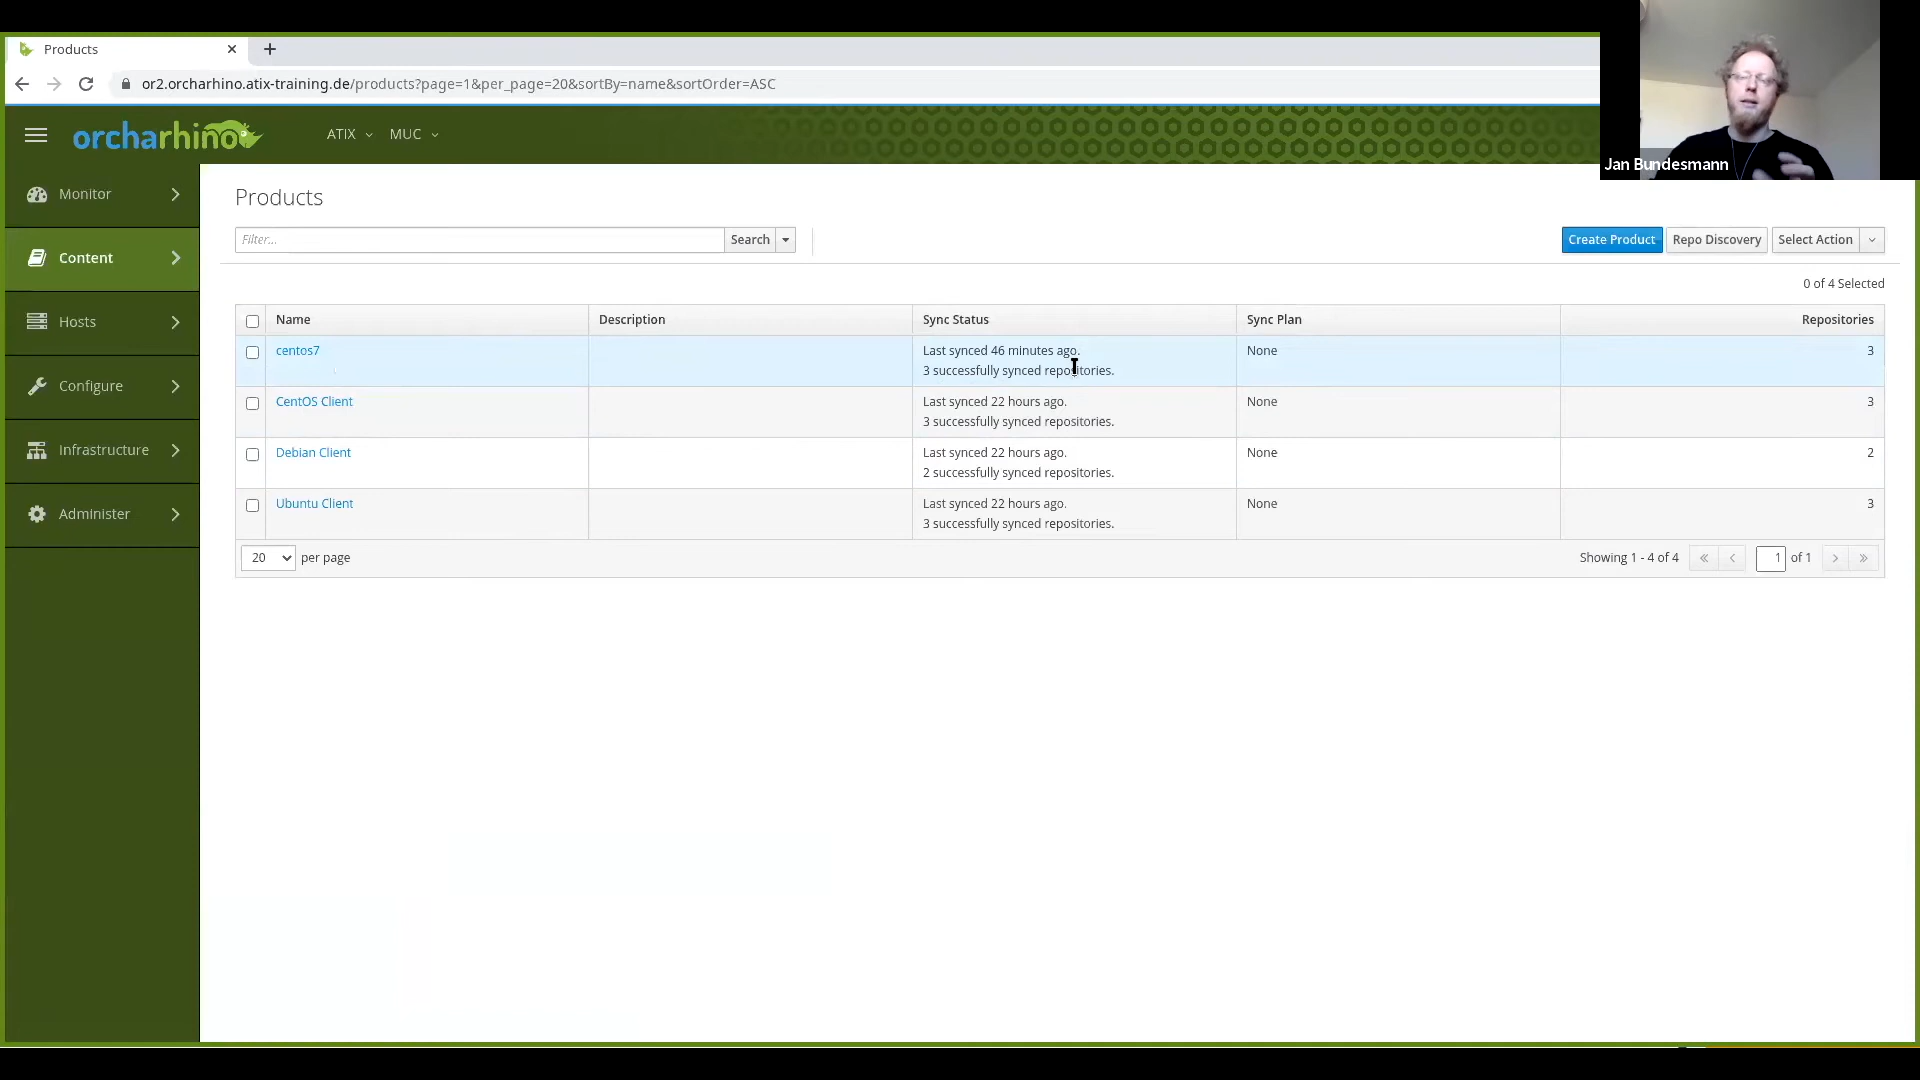 Products
or2.orcharhino.atix-training.de/products?page=1&per_page=20&sortBy=name&sortOrder=ASC
orcharhino ATIX MUC
Jan Bundesmann
Monitor
Content
Hosts
Configure
Infrastructure
Administer
Products
Filter... Search Create Product Repo Discovery Select Action
0 of 4 Selected
Name Description Sync Status Sync Plan Repositories
centos7 Last synced 46 minutes ago. None 3
3 successfully synced repositories.
CentOS Client Last synced 22 hours ago. None 3
3 successfully synced repositories.
Debian Client Last synced 22 hours ago. None 2
2 successfully synced repositories.
Ubuntu Client Last synced 22 hours ago. None 3
3 successfully synced repositories.
20 per page Showing 1 - 4 of 4 « ‹ 1 of 1 › »